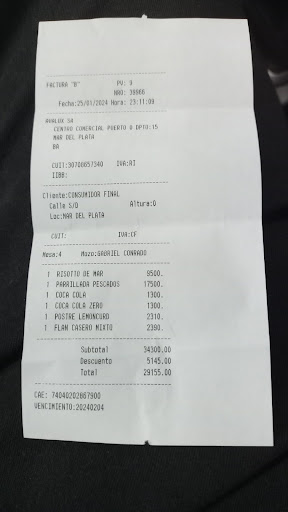 FACTURA "B" PV: 3
NRO: 39866
Fecha:25/01/2024 Hora: 23:11:09
AVALUX SA
CENTRO COMERCIAL PUERTO 0 DPTO:15
MAR DEL PLATA
BA
CUIT:30708657340 IVA:RI
IIBB:
Cliente:CONSUMIDOR FINAL
Calle S/D Altura:0
Loc:MAR DEL PLATA
CUIT: IVA:CF
Mesa:4 Mozo:GABRIEL CONRADO
1 RISOTTO DE MAR 9500.
1 PARRILLADA PESCADOS 17500.
1 COCA COLA 1300.
1 COCA COLA ZERO 1300.
1 POSTRE LEMONCURD 2310.
1 FLAN CASERO MIXTO 2390.
Subtotal 34300.00
Descuento 5145.00
Total 29155.00
CAE: 74040202867900
VENCIMIENTO:20240204